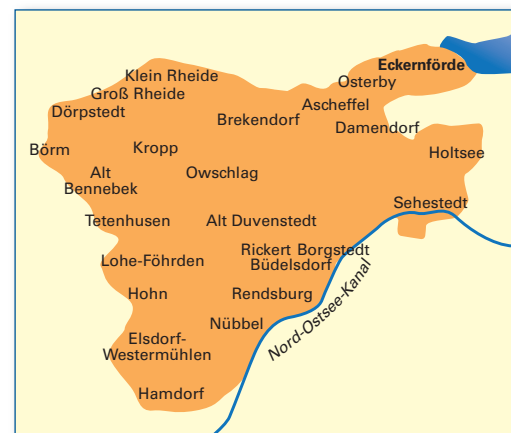 Eckernförde
Klein Rheide
Osterby
Groß Rheide
Ascheffel
Dörpstedt
Brekendorf
Damendorf
Börm
Kropp
Holtsee
Alt
Bennebek
Owschlag
Sehestedt
Tetenhusen
Alt Duvenstedt
Rickert Borgstedt
Lohe-Föhrden
Büdelsdorf
Hohn
Rendsburg
Nord-Ostsee-Kanal
Nübbel
Elsdorf-
Westermühlen
Hamdorf